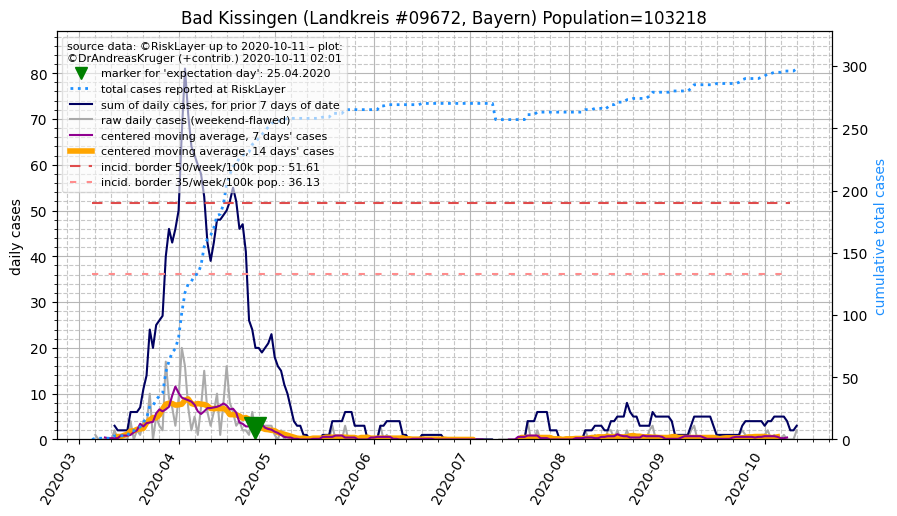 Bad Kissingen (Landkreis #09672, Bayern) Population=103218
source data: ©RiskLayer up to 2020-10-11 – plot:
©DrAndreasKruger (+contrib.) 2020-10-11 02:01
marker for 'expectation day': 25.04.2020
total cases reported at RiskLayer
sum of daily cases, for prior 7 days of date
raw daily cases (weekend-flawed)
centered moving average, 7 days' cases
centered moving average, 14 days' cases
incid. border 50/week/100k pop.: 51.61
incid. border 35/week/100k pop.: 36.13
daily cases
80
70
60
50
40
30
20
10
0
300
250
200
150
100
50
0
cumulative total cases
2020-03
2020-04
2020-05
2020-06
2020-07
2020-08
2020-09
2020-10